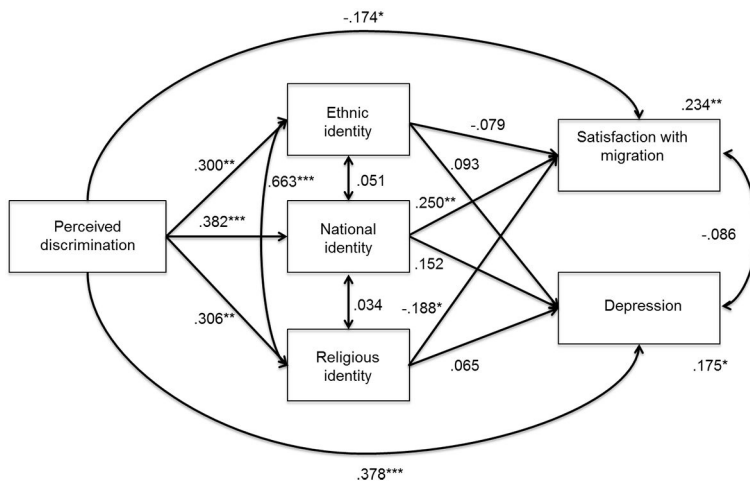 -.174*
Ethnic
identity
.234**
-.079
Satisfaction with
migration
.093
.300**
.663***
.051
.250**
Perceived
discrimination
.382***
National
identity
-.086
.152
.034
-.188*
Depression
.306**
Religious
identity
.065
.175*
.378***